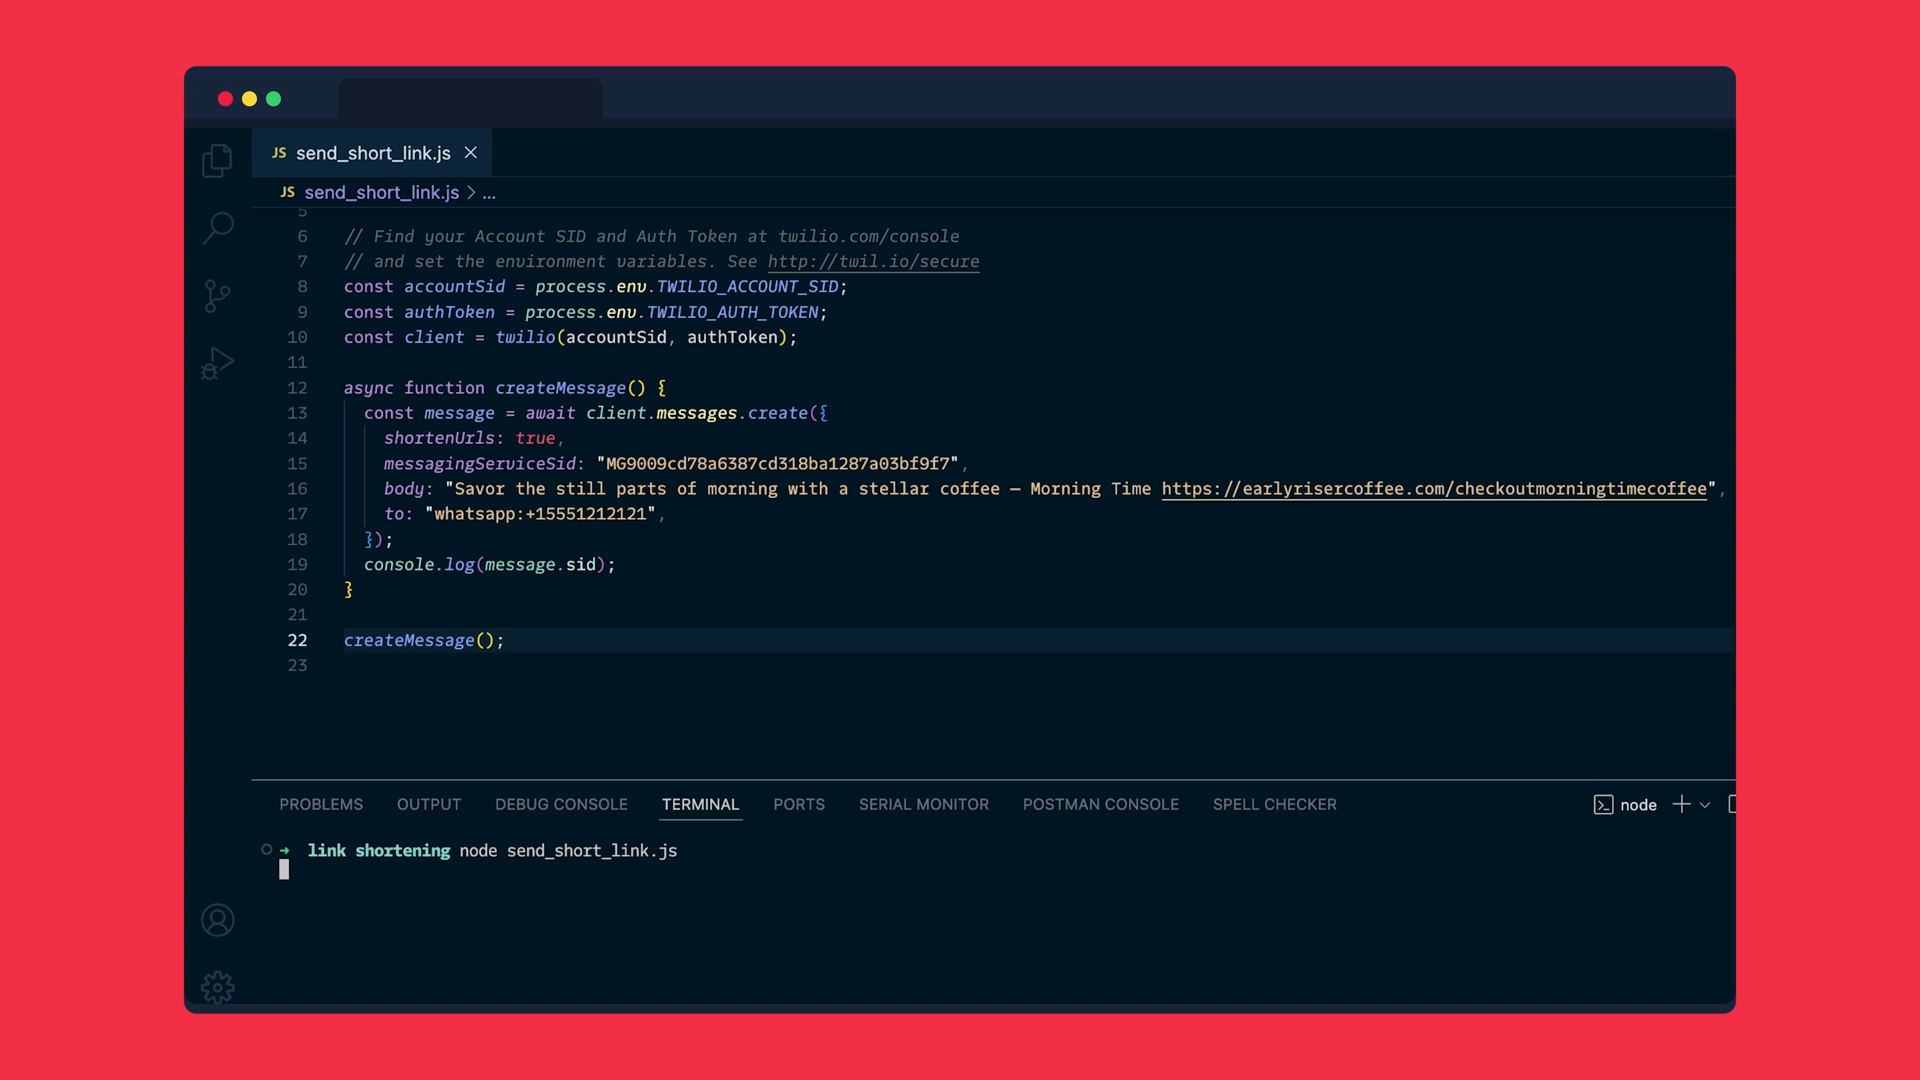 JS send_short_link.js
JS send_short_link.js > ...
5
6 // Find your Account SID and Auth Token at twilio.com/console
7 // and set the environment variables. See http://twil.io/secure
8 const accountSid = process.env.TWILIO_ACCOUNT_SID;
9 const authToken = process.env.TWILIO_AUTH_TOKEN;
10 const client = twilio(accountSid, authToken);
11
12 async function createMessage() {
13 const message = await client.messages.create({
14 shortenUrls: true,
15 messagingServiceSid: "MG9009cd78a6387cd318ba1287a03bf9f7",
16 body: "Savor the still parts of morning with a stellar coffee — Morning Time https://earlyrisercoffee.com/checkoutmorningtimecoffee",
17 to: "whatsapp:+15551212121",
18 });
19 console.log(message.sid);
20 }
21
22 createMessage();
23
PROBLEMS OUTPUT DEBUG CONSOLE TERMINAL PORTS SERIAL MONITOR POSTMAN CONSOLE SPELL CHECKER node
→ link shortening node send_short_link.js